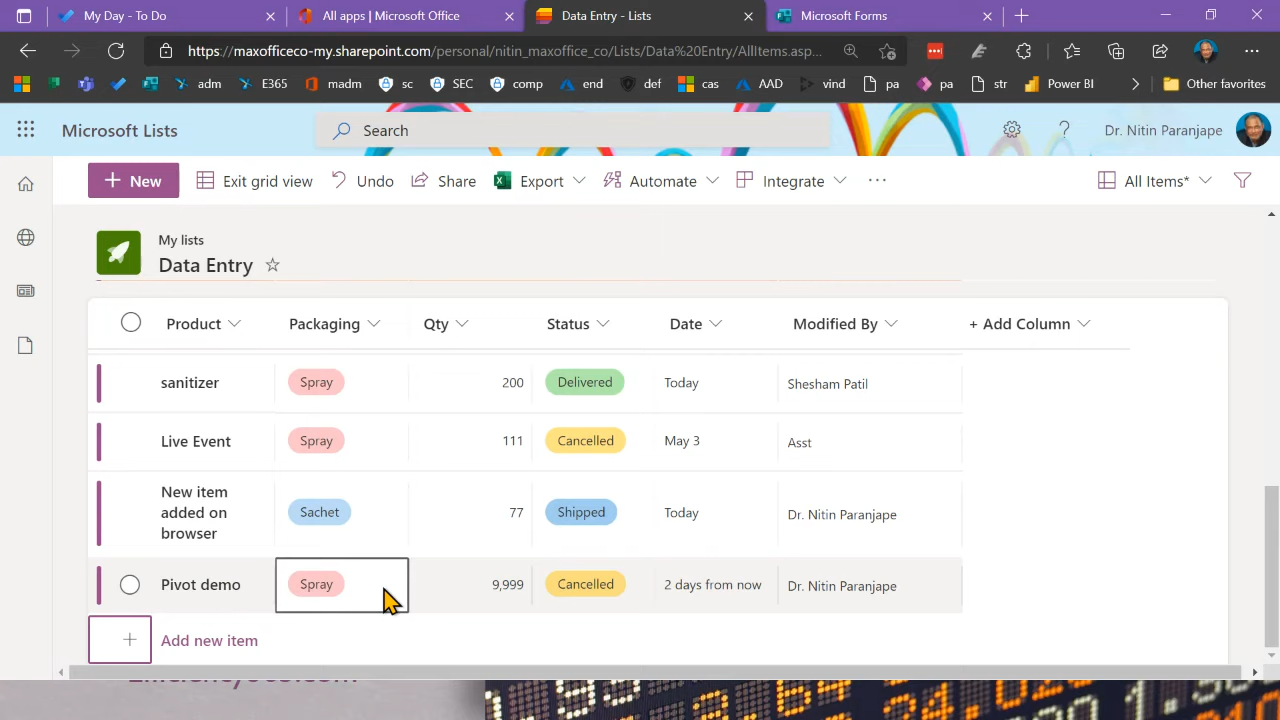 My Day - To Do
All apps | Microsoft Office
Data Entry - Lists
Microsoft Forms
https://maxofficeco-my.sharepoint.com/personal/nitin_maxoffice_co/Lists/Data%20Entry/AllItems.asp...
adm E365 madm sc SEC comp end def cas AAD vind pa pa str Power BI Other favorites
Microsoft Lists
Search
Dr. Nitin Paranjape
New Exit grid view Undo Share Export Automate Integrate ... All Items*
My lists
Data Entry
Product Packaging Qty Status Date Modified By + Add Column
sanitizer Spray 200 Delivered Today Shesham Patil
Live Event Spray 111 Cancelled May 3 Asst
New item
added on
browser
Sachet 77 Shipped Today Dr. Nitin Paranjape
Pivot demo Spray 9,999 Cancelled 2 days from now Dr. Nitin Paranjape
Add new item